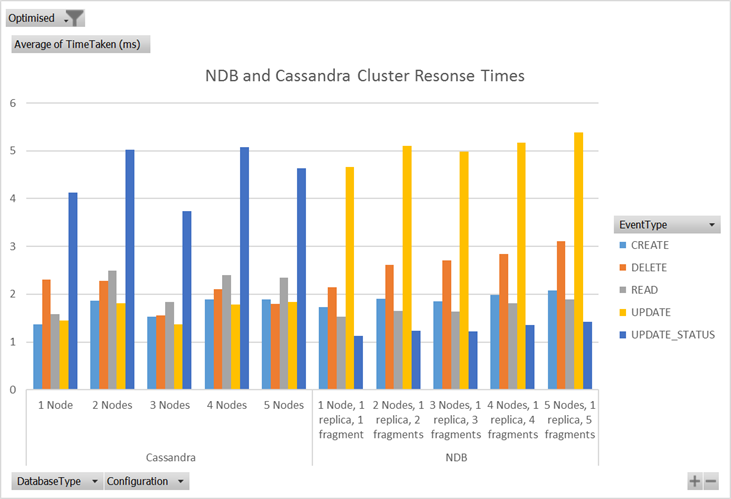 Optimised
Average of TimeTaken (ms)
NDB and Cassandra Cluster Resonse Times
6
5
4
3
2
1
0
EventType
CREATE
DELETE
READ
UPDATE
UPDATE_STATUS
1 Node
2 Nodes
3 Nodes
4 Nodes
5 Nodes
1 Node, 1
replica, 1
fragment
2 Nodes, 1
replica, 2
fragments
3 Nodes, 1
replica, 3
fragments
4 Nodes, 1
replica, 4
fragments
5 Nodes, 1
replica, 5
fragments
Cassandra
NDB
DatabaseType
Configuration